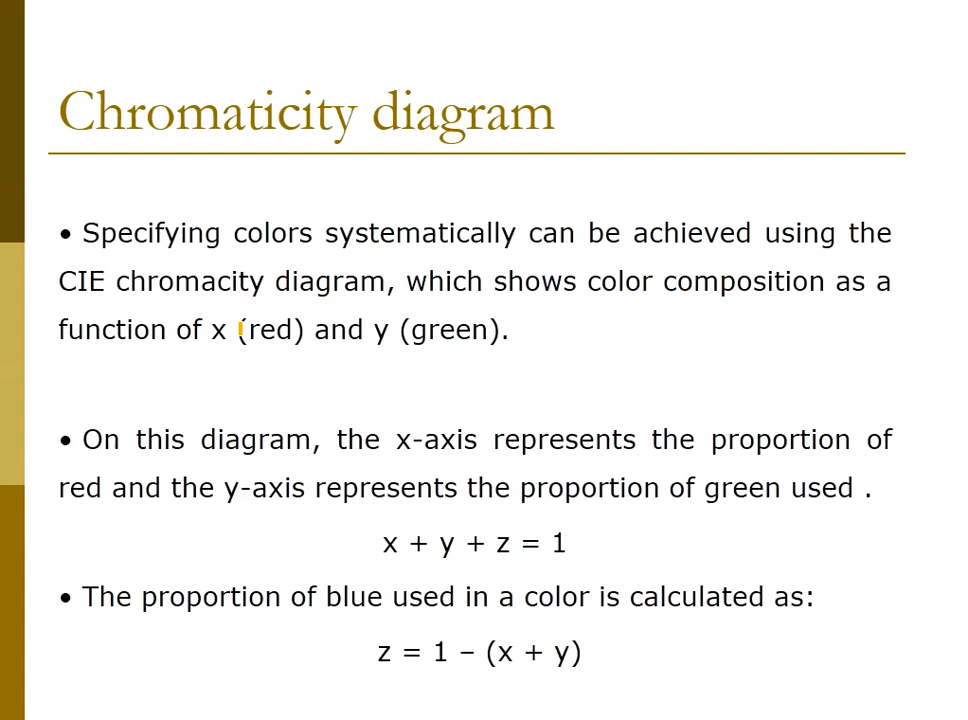 Chromaticity diagram
• Specifying colors systematically can be achieved using the
CIE chromacity diagram, which shows color composition as a
function of x (red) and y (green).
• On this diagram, the x-axis represents the proportion of
red and the y-axis represents the proportion of green used .
x + y + z = 1
• The proportion of blue used in a color is calculated as:
z = 1 – (x + y)